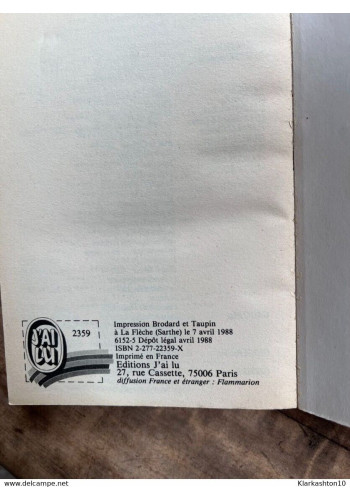 J'AI
LU
2359
Impression Brodard et Taupin
à La Flèche (Sarthe) le 7 avril 1988
6152-5 Dépôt légal avril 1988
ISBN 2-277-22359-X
Imprimé en France
Editions J'ai lu
27, rue Cassette, 75006 Paris
diffusion France et étranger : Flammarion
delcampe.net
Klarkashton10